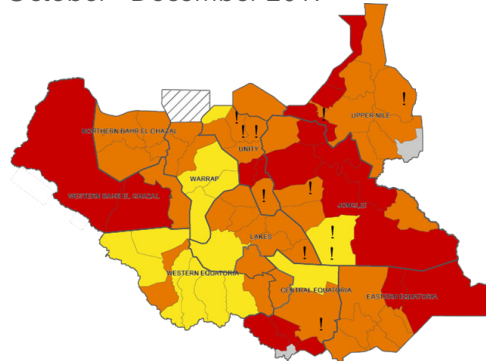 October - December 2017
UPPER NILE
NORTHERN BAHR EL GHAZAL
UNITY
WARRAP
WESTERN BAHR EL GHAZAL
JONGLEI
LAKES
WESTERN EQUATORIA
CENTRAL EQUATORIA
EASTERN EQUATORIA